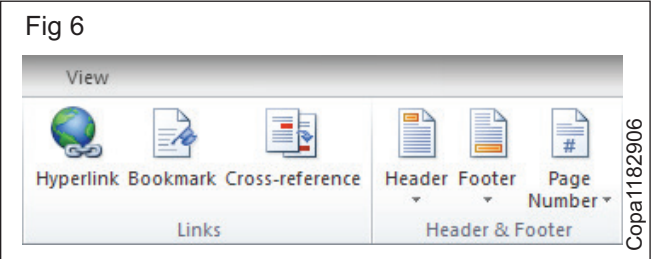 Fig 6
View
Hyperlink Bookmark Cross-reference Header Footer Page Number
Links Header & Footer
Copa1182906